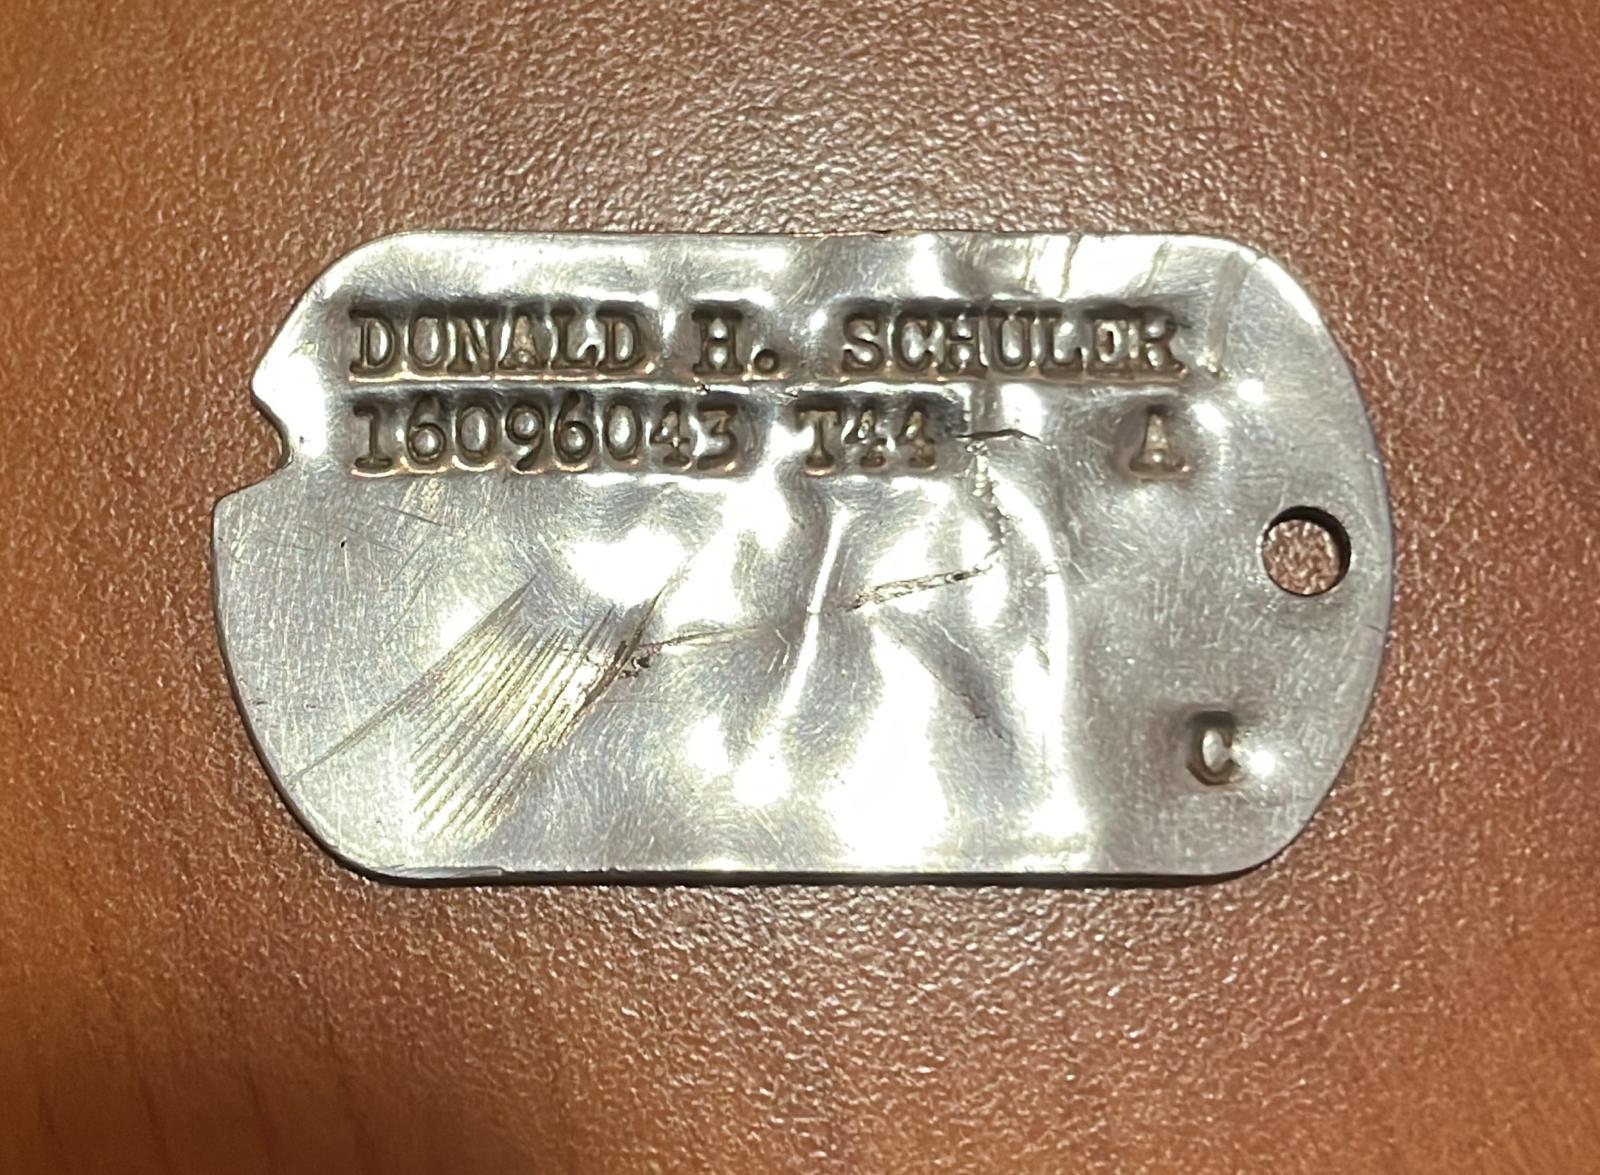 DONALD H. SCHULER
16096043 T44 A
C